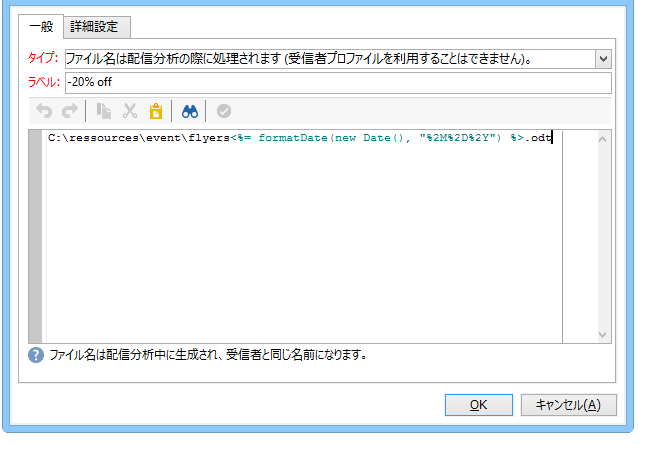 一般 詳細設定
タイプ: ファイル名は配信分析の際に処理されます (受信者プロファイルを利用することはできません)。
ラベル: -20% off
C:\ressources\event\flyers<%= formatDate(new Date(), "%2M%2D%2Y") %>.odt
? ファイル名は配信分析中に生成され、受信者と同じ名前になります。
OK キャンセル(A)